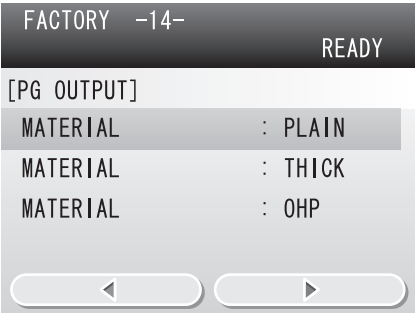 FACTORY -14-
READY
[PG OUTPUT]
MATERIAL : PLAIN
MATERIAL : THICK
MATERIAL : OHP